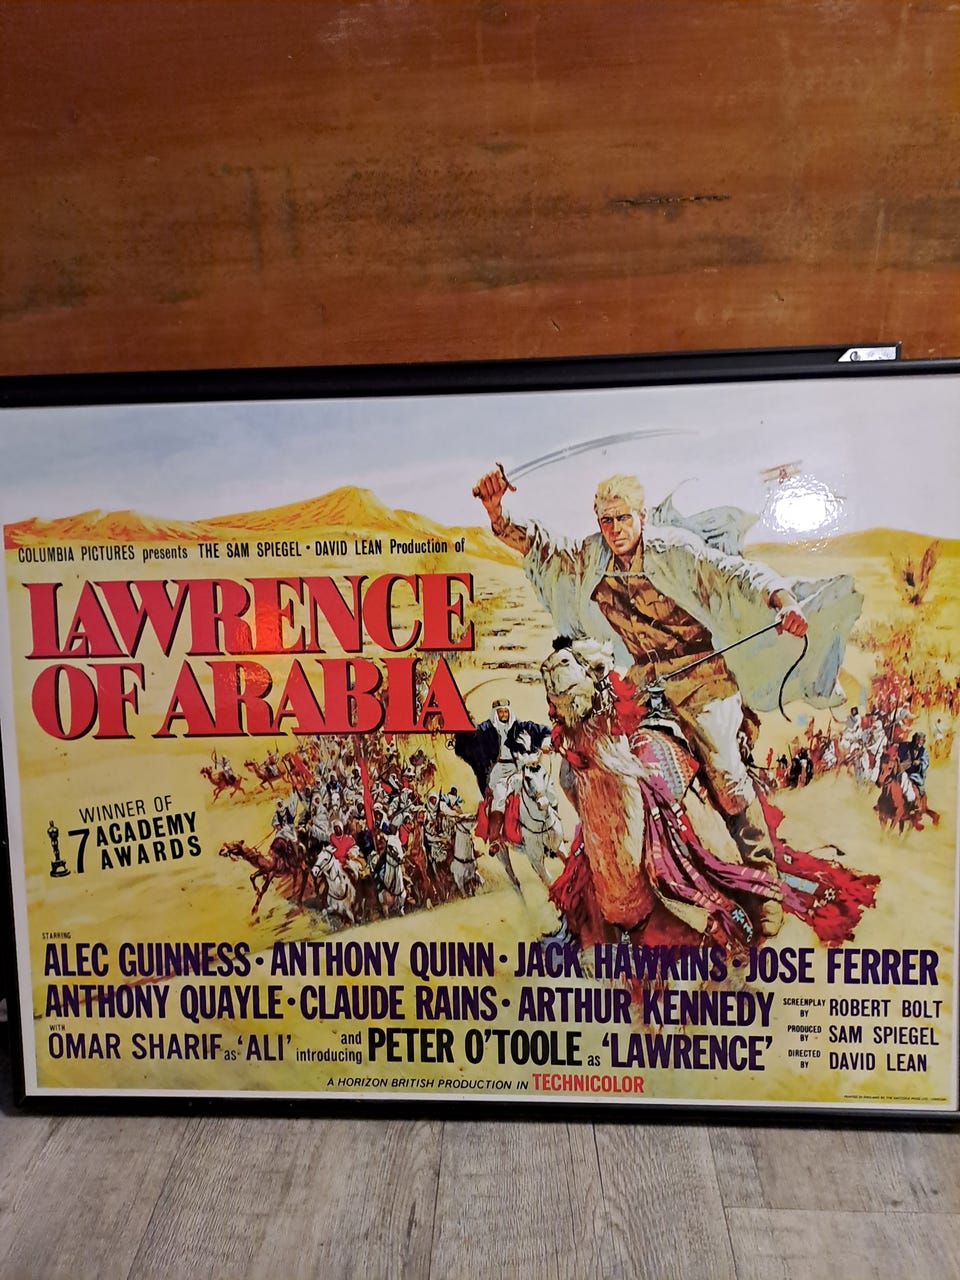 COLUMBIA PICTURES presents THE SAM SPIEGEL · DAVID LEAN Production of
LAWRENCE
OF ARABIA
WINNER OF
7 ACADEMY
AWARDS
STARRING
ALEC GUINNESS · ANTHONY QUINN · JACK HAWKINS · JOSE FERRER
ANTHONY QUAYLE · CLAUDE RAINS · ARTHUR KENNEDY
SCREENPLAY BY ROBERT BOLT
WITH OMAR SHARIF as 'ALI' and introducing PETER O'TOOLE as 'LAWRENCE'
PRODUCED BY SAM SPIEGEL
DIRECTED BY DAVID LEAN
A HORIZON BRITISH PRODUCTION IN TECHNICOLOR